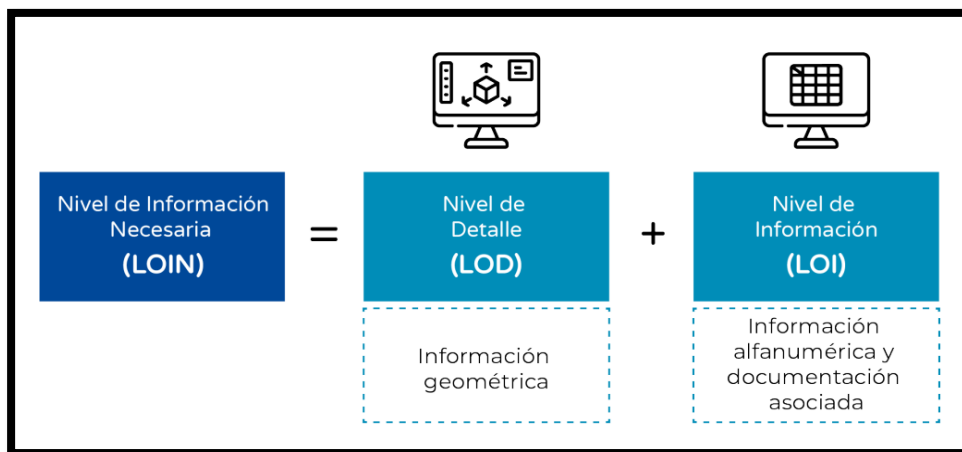 Nivel de Información
Necesaria
(LOIN)
=
Nivel de
Detalle
(LOD)
+
Nivel de
Información
(LOI)
Información
geométrica
Información
alfanumérica y
documentación
asociada